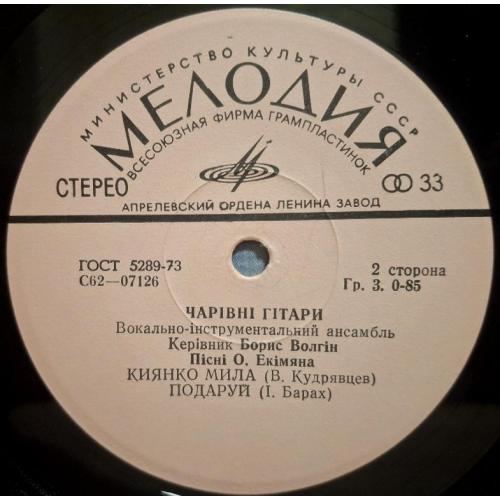 МИНИСТЕРСТВО КУЛЬТУРЫ СССР
МЕЛОДИЯ
ВСЕСОЮЗНАЯ ФИРМА ГРАМПЛАСТИНОК
СТЕРЕО
33
АПРЕЛЕВСКИЙ ОРДЕНА ЛЕНИНА ЗАВОД
ГОСТ 5289-73
С62—07126
2 сторона
Гр. 3. 0-85
ЧАРІВНІ ГІТАРИ
Вокально-інструментальний ансамбль
Керівник Борис Волгін
Пісні О. Екімяна
КИЯНКО МИЛА (В. Кудрявцев)
ПОДАРУЙ (І. Барах)